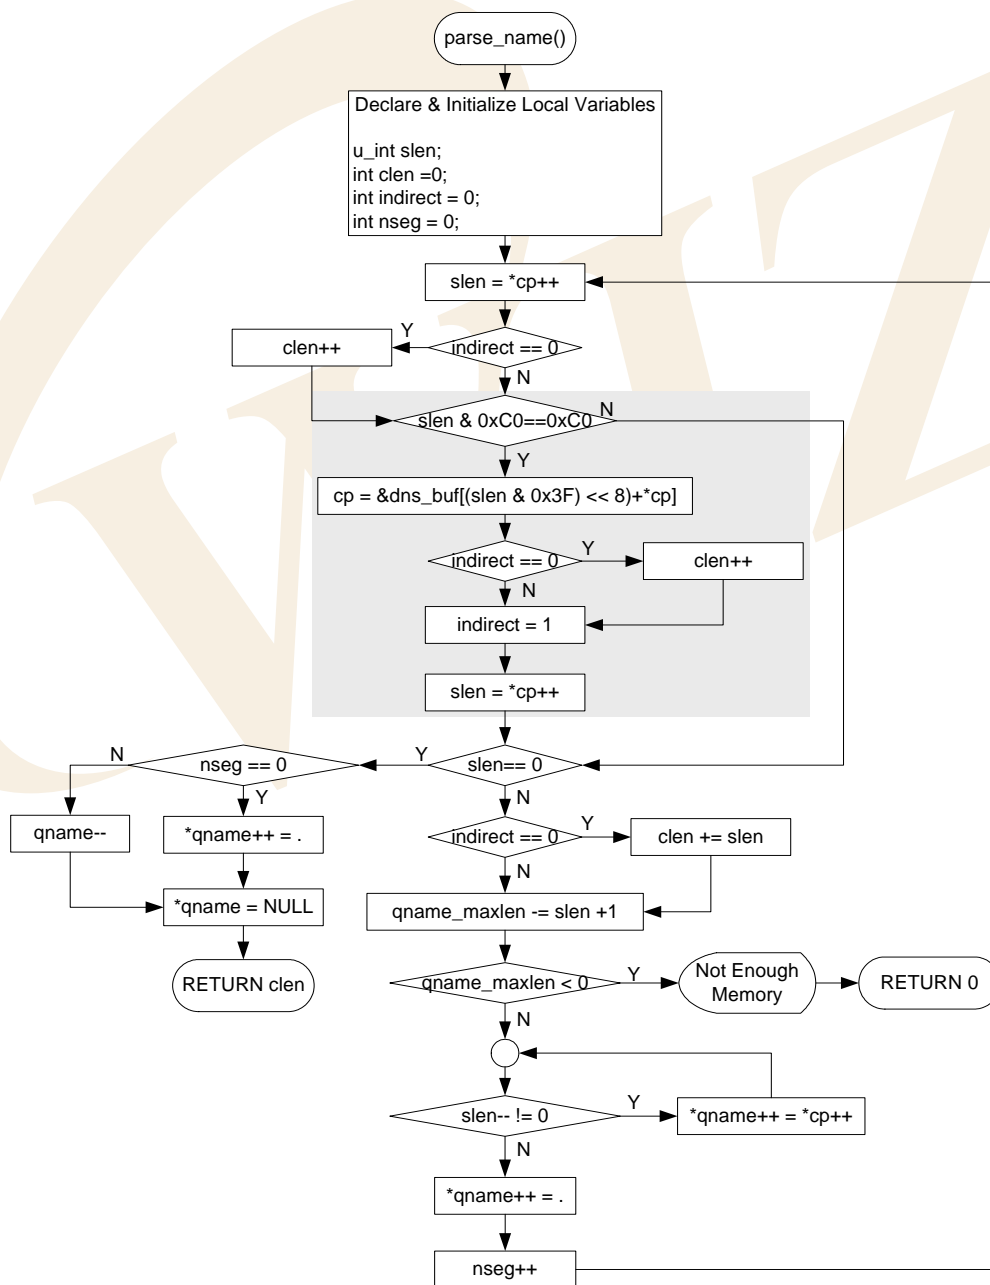 parse_name()
Declare & Initialize Local Variables
u_int slen;
int clen =0;
int indirect = 0;
int nseg = 0;
slen = *cp++
Y
clen++
indirect == 0
N
slen & 0xC0==0xC0
N
Y
cp = &dns_buf[(slen & 0x3F) << 8)+*cp]
indirect == 0
Y
clen++
N
indirect = 1
slen = *cp++
N
nseg == 0
Y
slen== 0
Y
N
qname--
*qname++ = .
indirect == 0
Y
clen += slen
N
*qname = NULL
qname_maxlen -= slen +1
RETURN clen
qname_maxlen < 0
Y
Not Enough
Memory
RETURN 0
N
slen-- != 0
Y
*qname++ = *cp++
N
*qname++ = .
nseg++